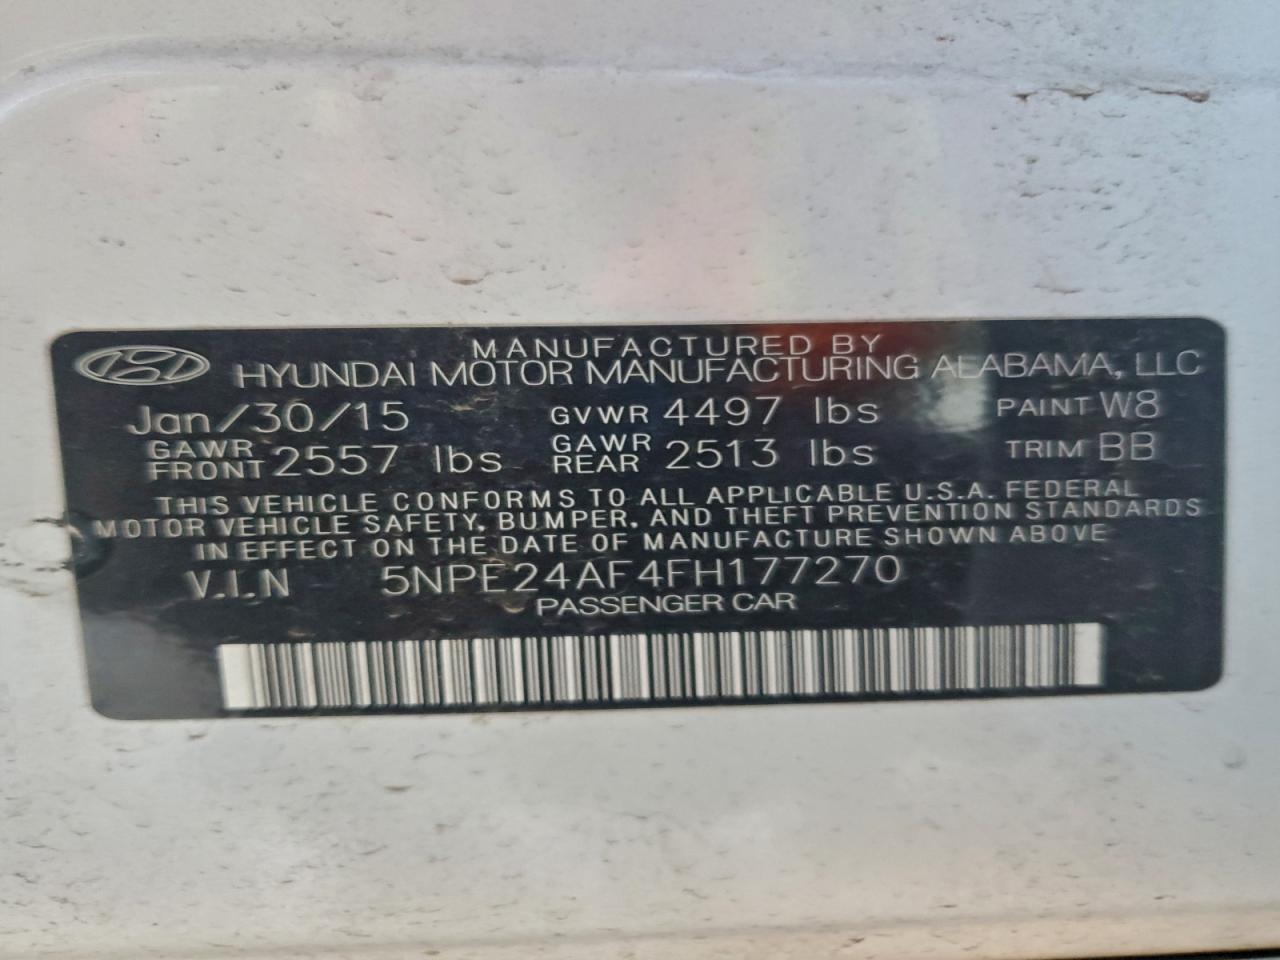 MANUFACTURED BY
HYUNDAI MOTOR MANUFACTURING ALABAMA, LLC
Jan/30/15 GVWR 4497 lbs PAINT W8
GAWR FRONT 2557 lbs GAWR REAR 2513 lbs TRIM BB
THIS VEHICLE CONFORMS TO ALL APPLICABLE U.S.A. FEDERAL
MOTOR VEHICLE SAFETY, BUMPER, AND THEFT PREVENTION STANDARDS
IN EFFECT ON THE DATE OF MANUFACTURE SHOWN ABOVE
V.I.N 5NPE24AF4FH177270
PASSENGER CAR